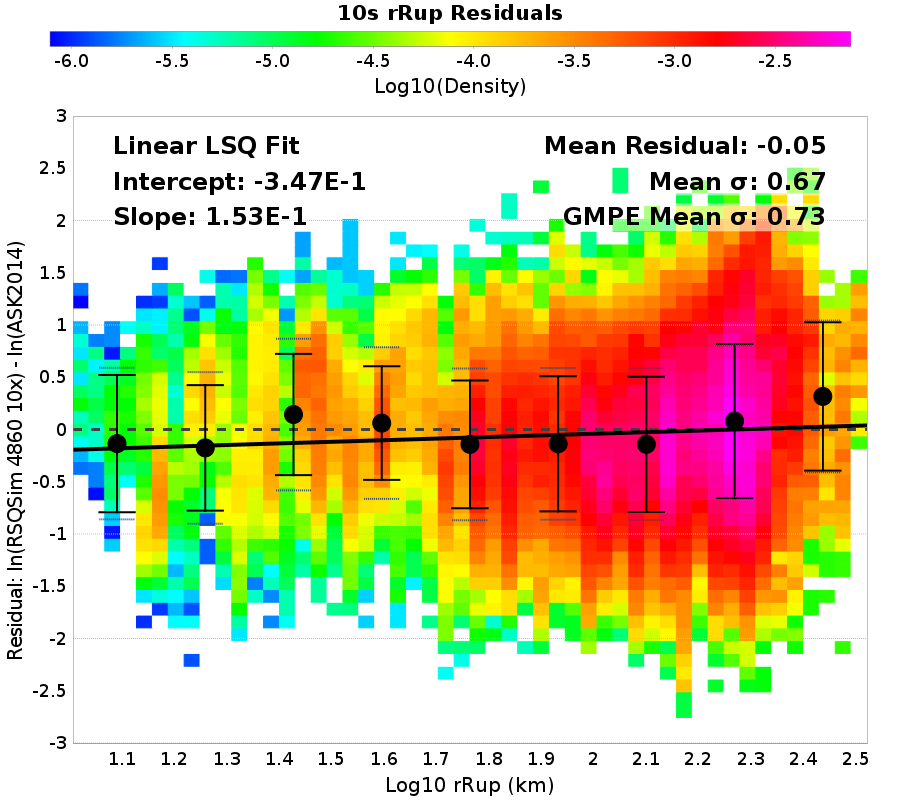 10s rRup Residuals
-6.0 -5.5 -5.0 -4.5 -4.0 -3.5 -3.0 -2.5
Log10(Density)
Linear LSQ Fit
Intercept: -3.47E-1
Slope: 1.53E-1
Mean Residual: -0.05
Mean σ: 0.67
GMPE Mean σ: 0.73
Residual: ln(RSQSim 4860 10x) - ln(ASK2014)
3
2.5
2
1.5
1
0.5
0
-0.5
-1
-1.5
-2
-2.5
-3
1.1 1.2 1.3 1.4 1.5 1.6 1.7 1.8 1.9 2 2.1 2.2 2.3 2.4 2.5
Log10 rRup (km)